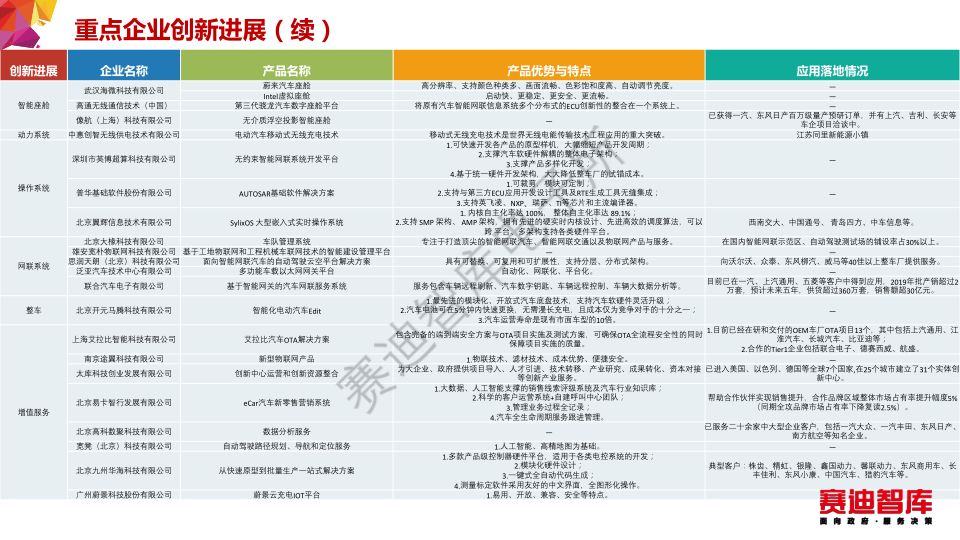 重点企业创新进展（续）
创新进展 企业名称 产品名称 产品优势与特点 应用落地情况
智能座舱
武汉海微科技有限公司
蔚来汽车座舱 高分辨率、支持颜色种类多、画面流畅、色彩饱和度高、自动调节亮度。 —
Intel虚拟座舱 启动快、更稳定、更安全、更流畅。 —
高通无线通信技术（中国） 第三代骁龙汽车数字座舱平台 将原有汽车智能网联信息系统多个分布式的ECU创新性的整合在一个系统上。 —
像航（上海）科技有限公司 无介质浮空投影智能座舱 —
已获得一汽、东风日产百万级量产预研订单，并有上汽、吉利、长安等
车企项目洽谈中。
动力系统 中惠创智无线供电技术有限公司 电动汽车移动式无线充电技术 移动式无线充电技术是世界无线电能传输技术工程应用的重大突破。 江苏同里新能源小镇
操作系统
深圳市英博超算科技有限公司 无约束智能网联系统开发平台
1.可快速开发各产品的原型样机，大幅缩短产品开发周期；
2.支撑汽车软硬件解耦的整体电子架构；
3.支撑产品多样化开发；
4.基于统一硬件开发架构，大大降低整车厂的试错成本。
—
普华基础软件股份有限公司 AUTOSAR基础软件解决方案
1.可裁剪，模块可定制；
2.支持与第三方ECU应用开发设计工具及RTE生成工具无缝集成；
3.支持英飞凌、NXP、瑞萨、TI等芯片和主流编译器。
—
北京翼辉信息技术有限公司 SylixOS 大型嵌入式实时操作系统
1. 内核自主化率达 100%， 整体自主化率达 89.1%；
2.支持 SMP 架构、 AMP 架构，拥有先进的硬实时内核设计、先进高效的调度算法，可以
跨 平台、多架构支持各类硬件平台。
西南交大、中国通号、 青岛四方、中车信息等。
网联系统
北京大椽科技有限公司 车队管理系统 专注于打造顶尖的智能网联汽车、智能网联交通以及物联网产品与服务。 在国内智能网联示范区、自动驾驶测试场的铺设率占30%以上。
雄安宽朴物联网科技有限公司 基于工地物联网和工程机械车联网技术的智能建设管理平台 — —
思润天朗（北京）科技有限公司 面向智能网联汽车的自动驾驶云空平台解决方案 具有可替换、可复用和可扩展性，支持分层、分布式架构。 向沃尔沃、众泰、东风柳汽、威马等40佳以上整车厂提供服务。
泛亚汽车技术中心有限公司 多功能车载以太网网关平台 自动化、网联化、平台化。 —
联合汽车电子有限公司 基于智能网关的汽车网联服务系统 服务包含车辆远程刷新、汽车数字钥匙、车辆远程控制、车辆大数据分析等。
目前已在一汽、上汽通用、五菱等客户中得到应用，2019年批产销超过2
万套，预计未来五年，供货超过360万套，销售额超30亿元。
整车 北京开元马腾科技有限公司 智能化电动汽车Edit
1.最先进的模块化、开放式汽车底盘技术，支持汽车软硬件灵活升级；
2.汽车电池可在5分钟内快速更换，无需漫长充电，且成本仅为竞争对手的十分之一；
3.汽车运营寿命是现有市面车型的10倍。
—
增值服务
上海艾拉比智能科技有限公司 艾拉比汽车OTA解决方案
包含完备的端到端安全方案与OTA项目实施及测试方案，可确保OTA全流程安全性的同时
保障项目实施的质量。
1.目前已经在研和交付的OEM车厂OTA项目13个，其中包括上汽通用、江
淮汽车、长城汽车、比亚迪等；
2.合作的Tier1企业包括联合电子、德赛西威、航盛。
南京途翼科技有限公司 新型物联网产品 1.物联技术、滤材技术、成本优势、便捷安全。 —
太库科技创业发展有限公司 创新中心运营和创新资源整合
为大企业、政府提供项目导入、人才引进、技术转移、产业研究、成果转化、资本对接
等创新产业服务。
已进入美国、以色列、德国等全球7个国家,在25个城市建立了31个实体创
新中心。
北京易卡智行发展有限公司 eCar汽车新零售营销系统
1.大数据、人工智能支撑的销售线索评级系统及汽车行业知识库；
2.科学的客户运营系统+自建呼叫中心团队；
3.管理业务过程全记录；
4.汽车全生命周期服务跟进管理。
帮助合作伙伴实现销售提升、合作品牌区域整体市场占有率提升幅度5%
（同期全攻品牌市场占有率下降复读2.5%）。
北京高科数聚科技有限公司 数据分析服务 —
已服务二十余家中大型企业客户，包括一汽大众、一汽丰田、东风日产、
南方航空等知名企业。
宽凳（北京）科技有限公司 自动驾驶路径规划、导航和定位服务 1.人工智能、高精地图为基础。 —
北京九州华海科技有限公司 从快速原型到批量生产一站式解决方案
1.多款产品级控制器硬件平台，适用于各类电控系统的开发；
2.模块化硬件设计；
3.一键式全自动代码生成；
4.测量标定软件采用友好的中文界面，全图形化操作。
典型客户：株齿、精虹、银隆、鑫国动力、馨联动力、东风商用车、长
丰佳利、东风小康、中国汽车、猎豹汽车等。
广州蔚景科技股份有限公司 蔚景云充电IOT平台 1.易用、开放、兼容、安全等特点。
赛迪智库
面向政府·服务决策